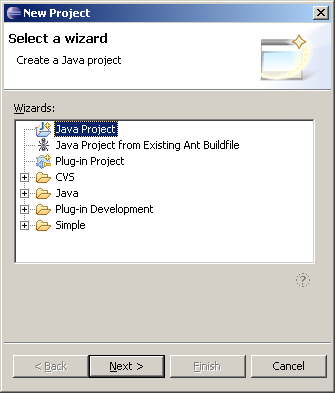 New Project
Select a wizard
Create a Java project
Wizards:
Java Project
Java Project from Existing Ant Buildfile
Plug-in Project
CVS
Java
Plug-in Development
Simple
?
< Back
Next >
Finish
Cancel